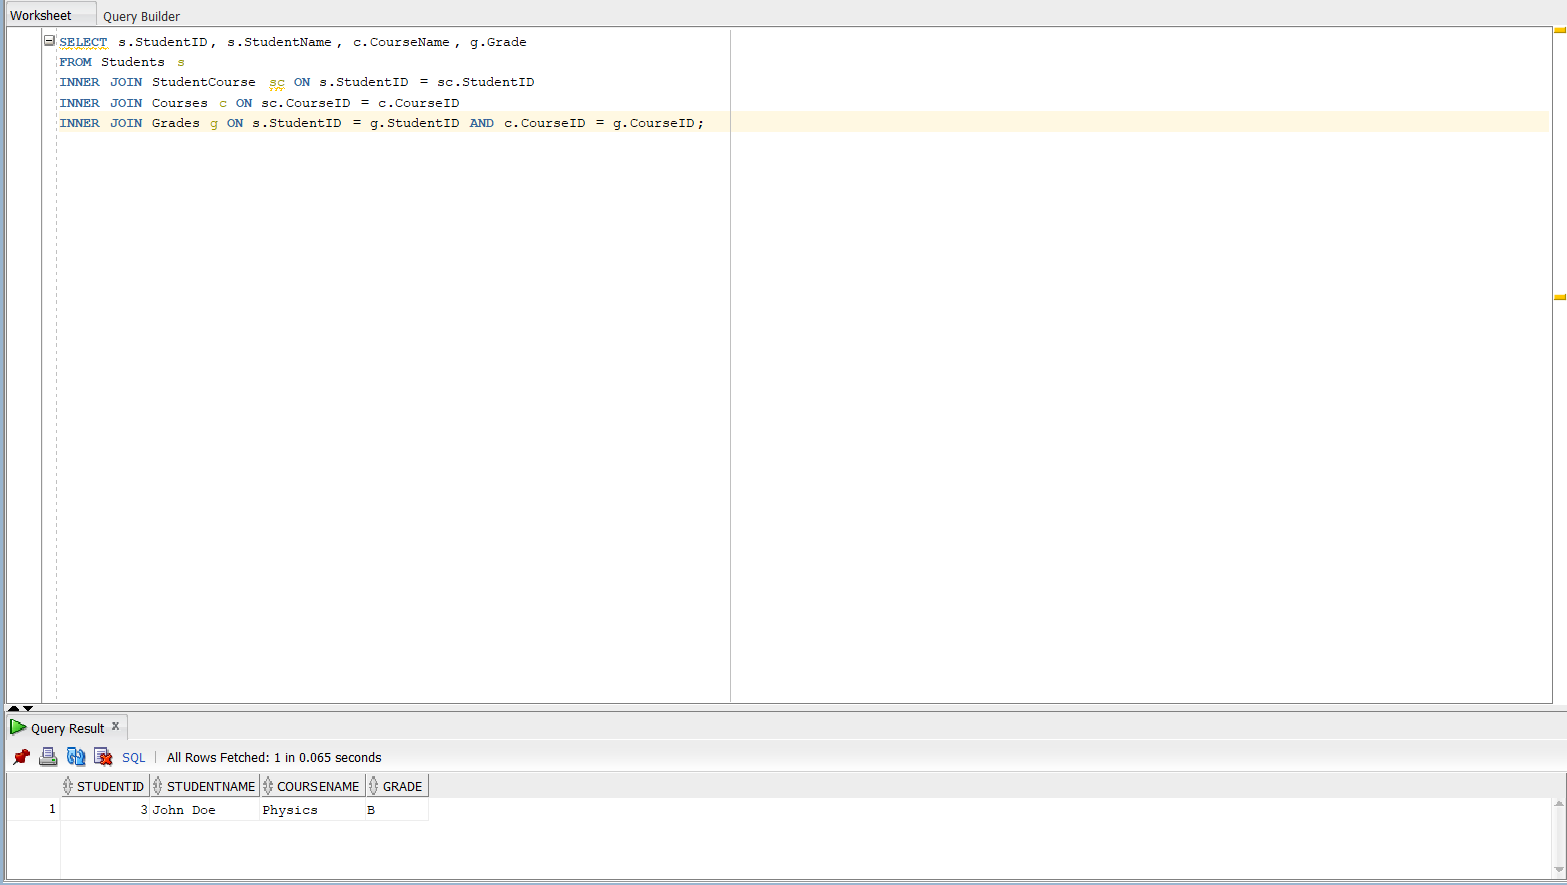 Worksheet Query Builder
SELECT s.StudentID, s.StudentName, c.CourseName, g.Grade
FROM Students s
INNER JOIN StudentCourse sc ON s.StudentID = sc.StudentID
INNER JOIN Courses c ON sc.CourseID = c.CourseID
INNER JOIN Grades g ON s.StudentID = g.StudentID AND c.CourseID = g.CourseID;
Query Result x
SQL | All Rows Fetched: 1 in 0.065 seconds
STUDENTID STUDENTNAME COURSENAME GRADE
1 3 John Doe Physics B